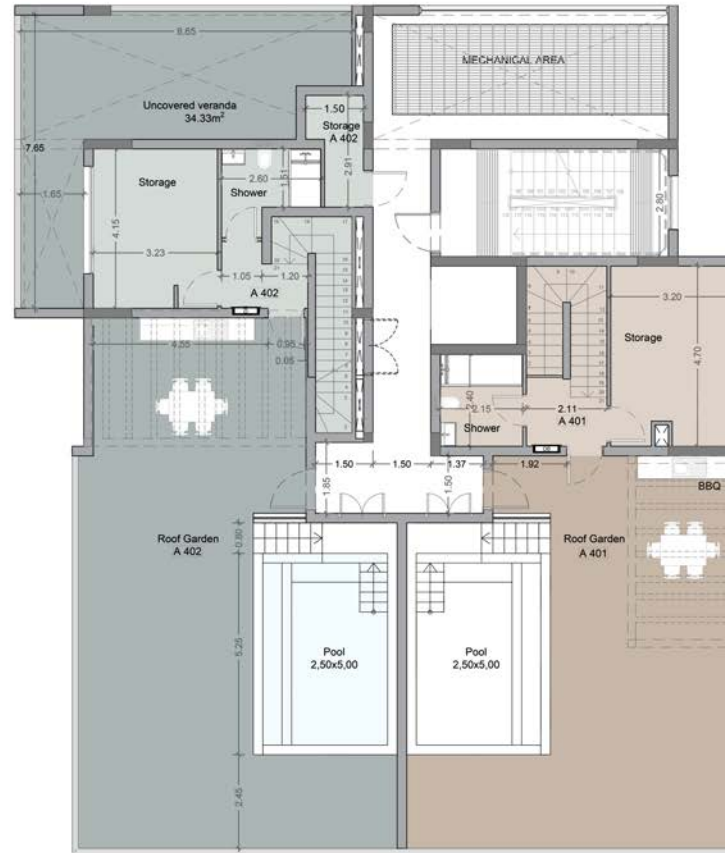 8.65
MECHANICAL AREA
Uncovered veranda
34.33m²
1.50
Storage
A 402
7.65
1.65
Storage
2.60
1.51
Shower
2.91
2.80
4.15
3.23
1.05
1.20
A 402
3.20
Storage
4.70
4.55
0.95
0.05
2.40
2.15
Shower
2.11
A 401
1.50
1.50
1.37
1.92
1.85
1.50
BBQ
Roof Garden
A 402
0.80
Roof Garden
A 401
5.25
Pool
2,50x5,00
Pool
2,50x5,00
2.45